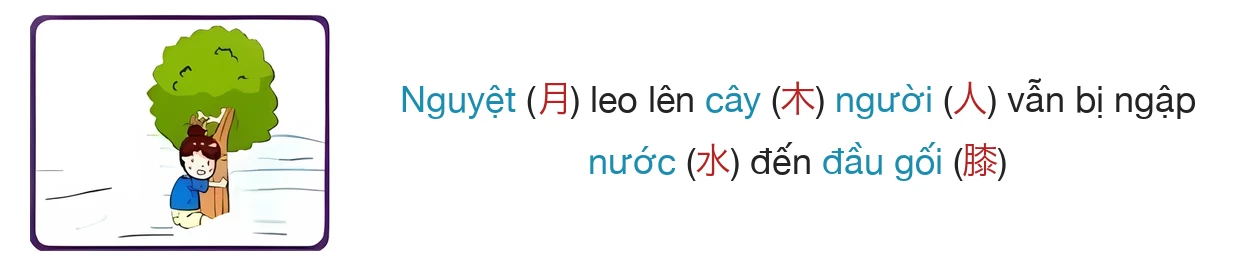 Nguyệt (月) leo lên cây (木) người (人) vẫn bị ngập
nước (水) đến đầu gối (膝)